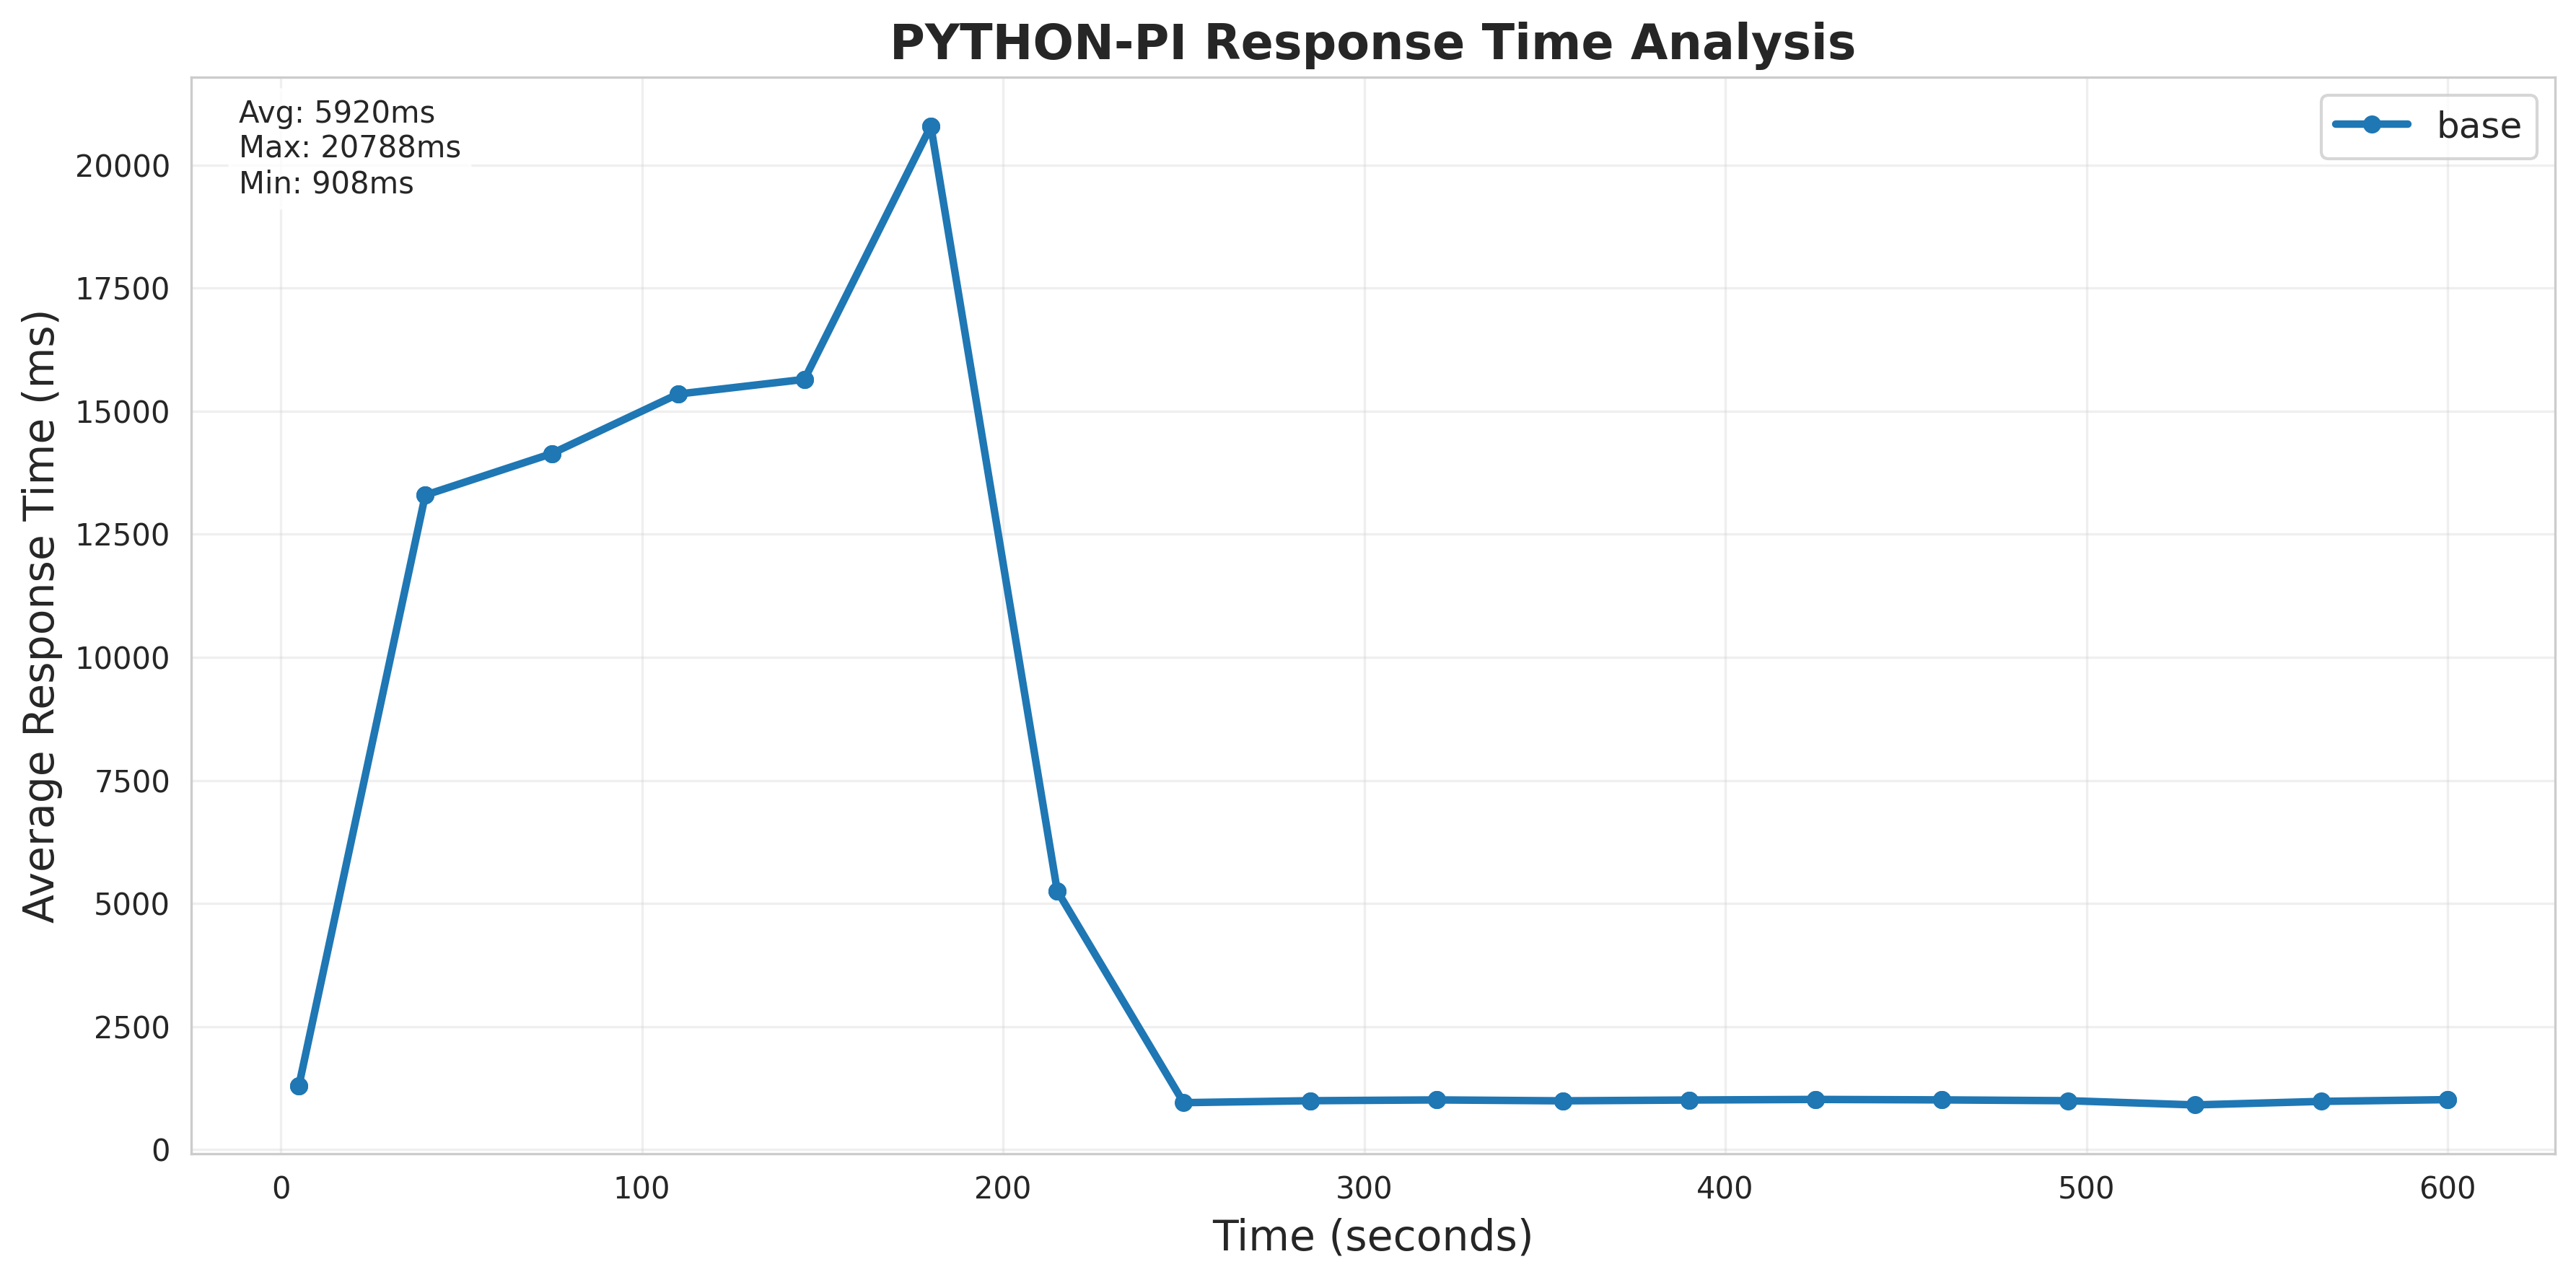 PYTHON-PI Response Time Analysis
Avg: 5920ms
Max: 20788ms
Min: 908ms
base
Average Response Time (ms)
20000
17500
15000
12500
10000
7500
5000
2500
0
0 100 200 300 400 500 600
Time (seconds)